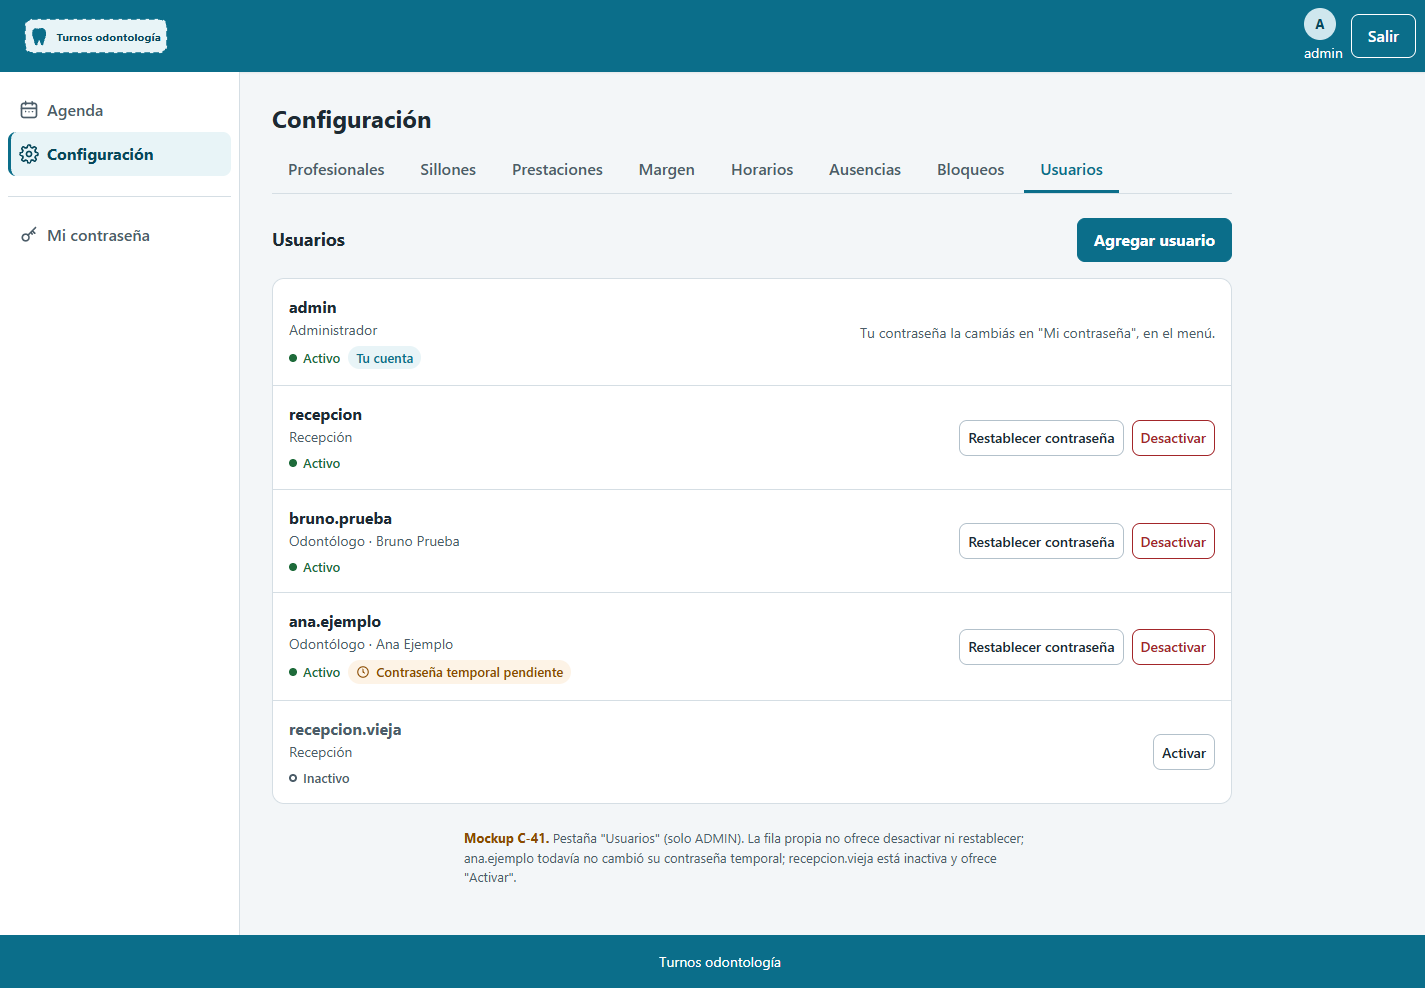 Turnos odontología
A
admin
Salir
Agenda
Configuración
Mi contraseña
Configuración
Profesionales Sillones Prestaciones Margen Horarios Ausencias Bloqueos Usuarios
Usuarios
Agregar usuario
admin
Administrador
Activo Tu cuenta
Tu contraseña la cambiás en "Mi contraseña", en el menú.
recepcion
Recepción
Activo
Restablecer contraseña Desactivar
bruno.prueba
Odontólogo · Bruno Prueba
Activo
Restablecer contraseña Desactivar
ana.ejemplo
Odontólogo · Ana Ejemplo
Activo Contraseña temporal pendiente
Restablecer contraseña Desactivar
recepcion.vieja
Recepción
Inactivo
Activar
Mockup C-41. Pestaña "Usuarios" (solo ADMIN). La fila propia no ofrece desactivar ni restablecer;
ana.ejemplo todavía no cambió su contraseña temporal; recepcion.vieja está inactiva y ofrece
"Activar".
Turnos odontología